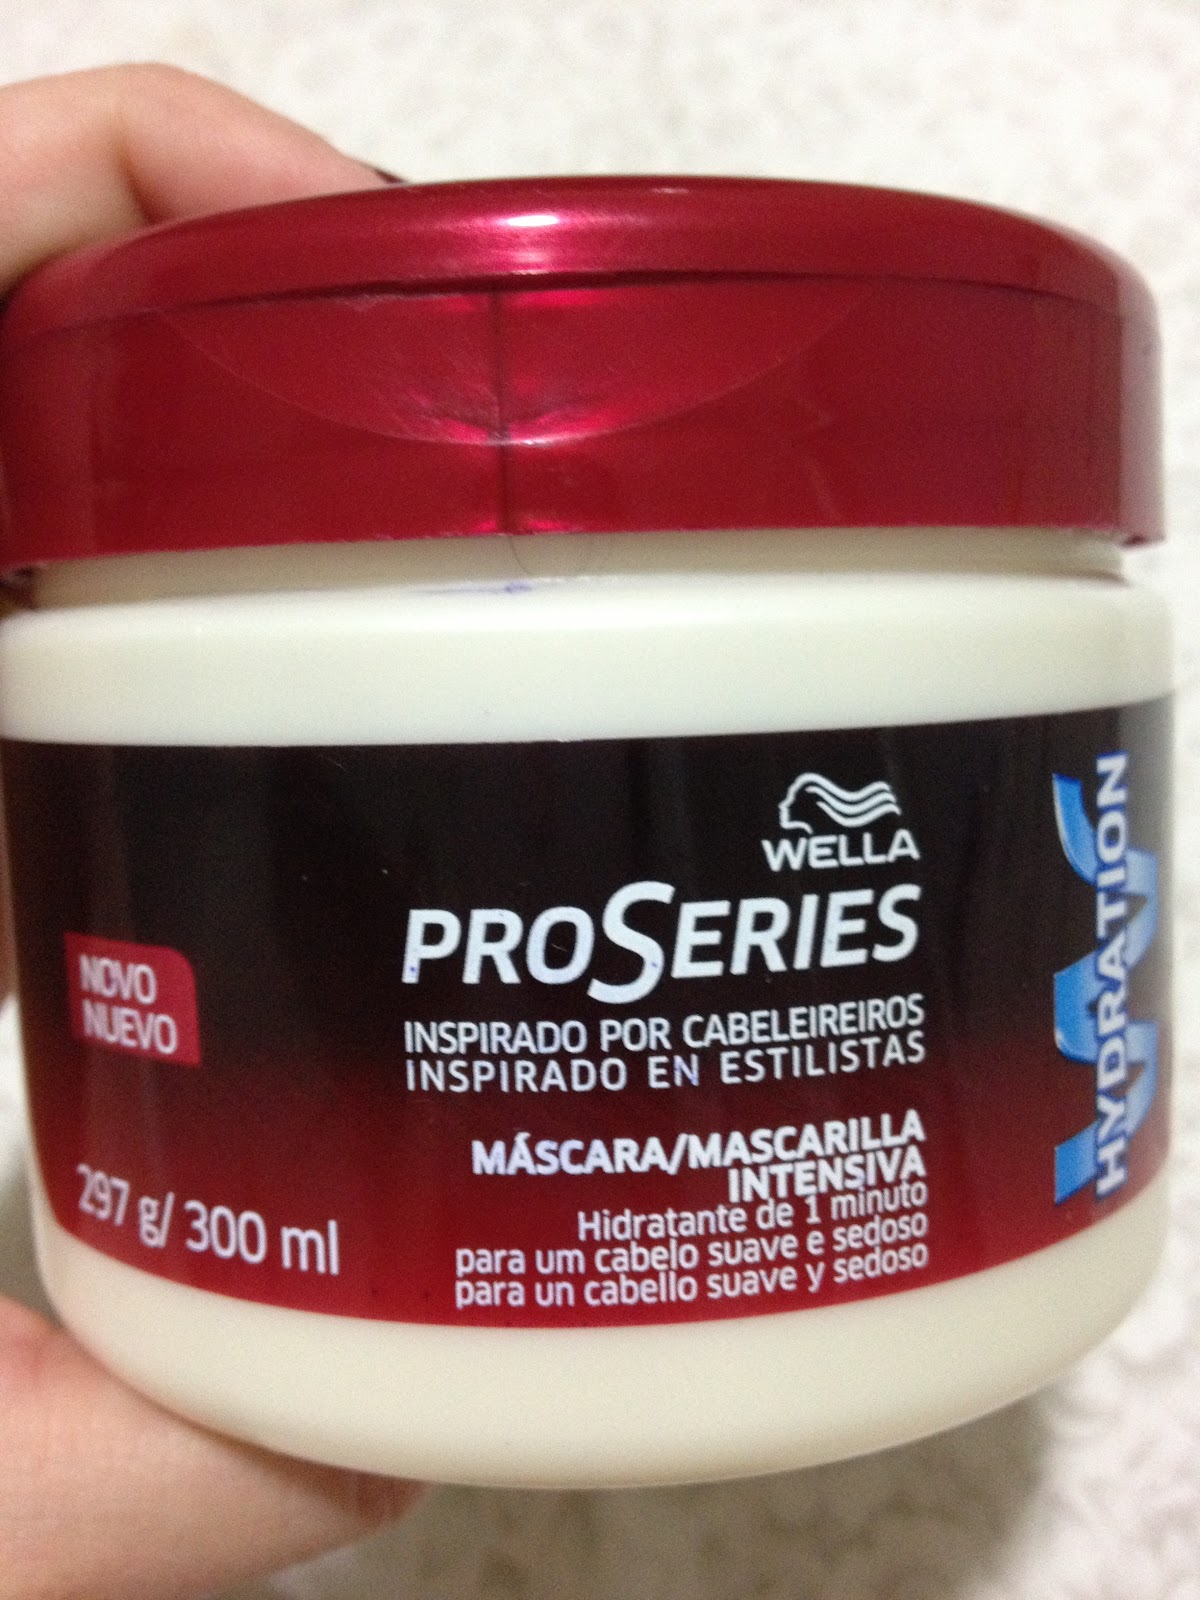 WELLA
PROSERIES
INSPIRADO POR CABELEIREIROS
INSPIRADO EN ESTILISTAS
NOVO
NUEVO
MÁSCARA/MASCARILLA
INTENSIVA
Hidratante de 1 minuto
para um cabelo suave e sedoso
para un cabello suave y sedoso
297 g/ 300 ml
W
HYDRATION